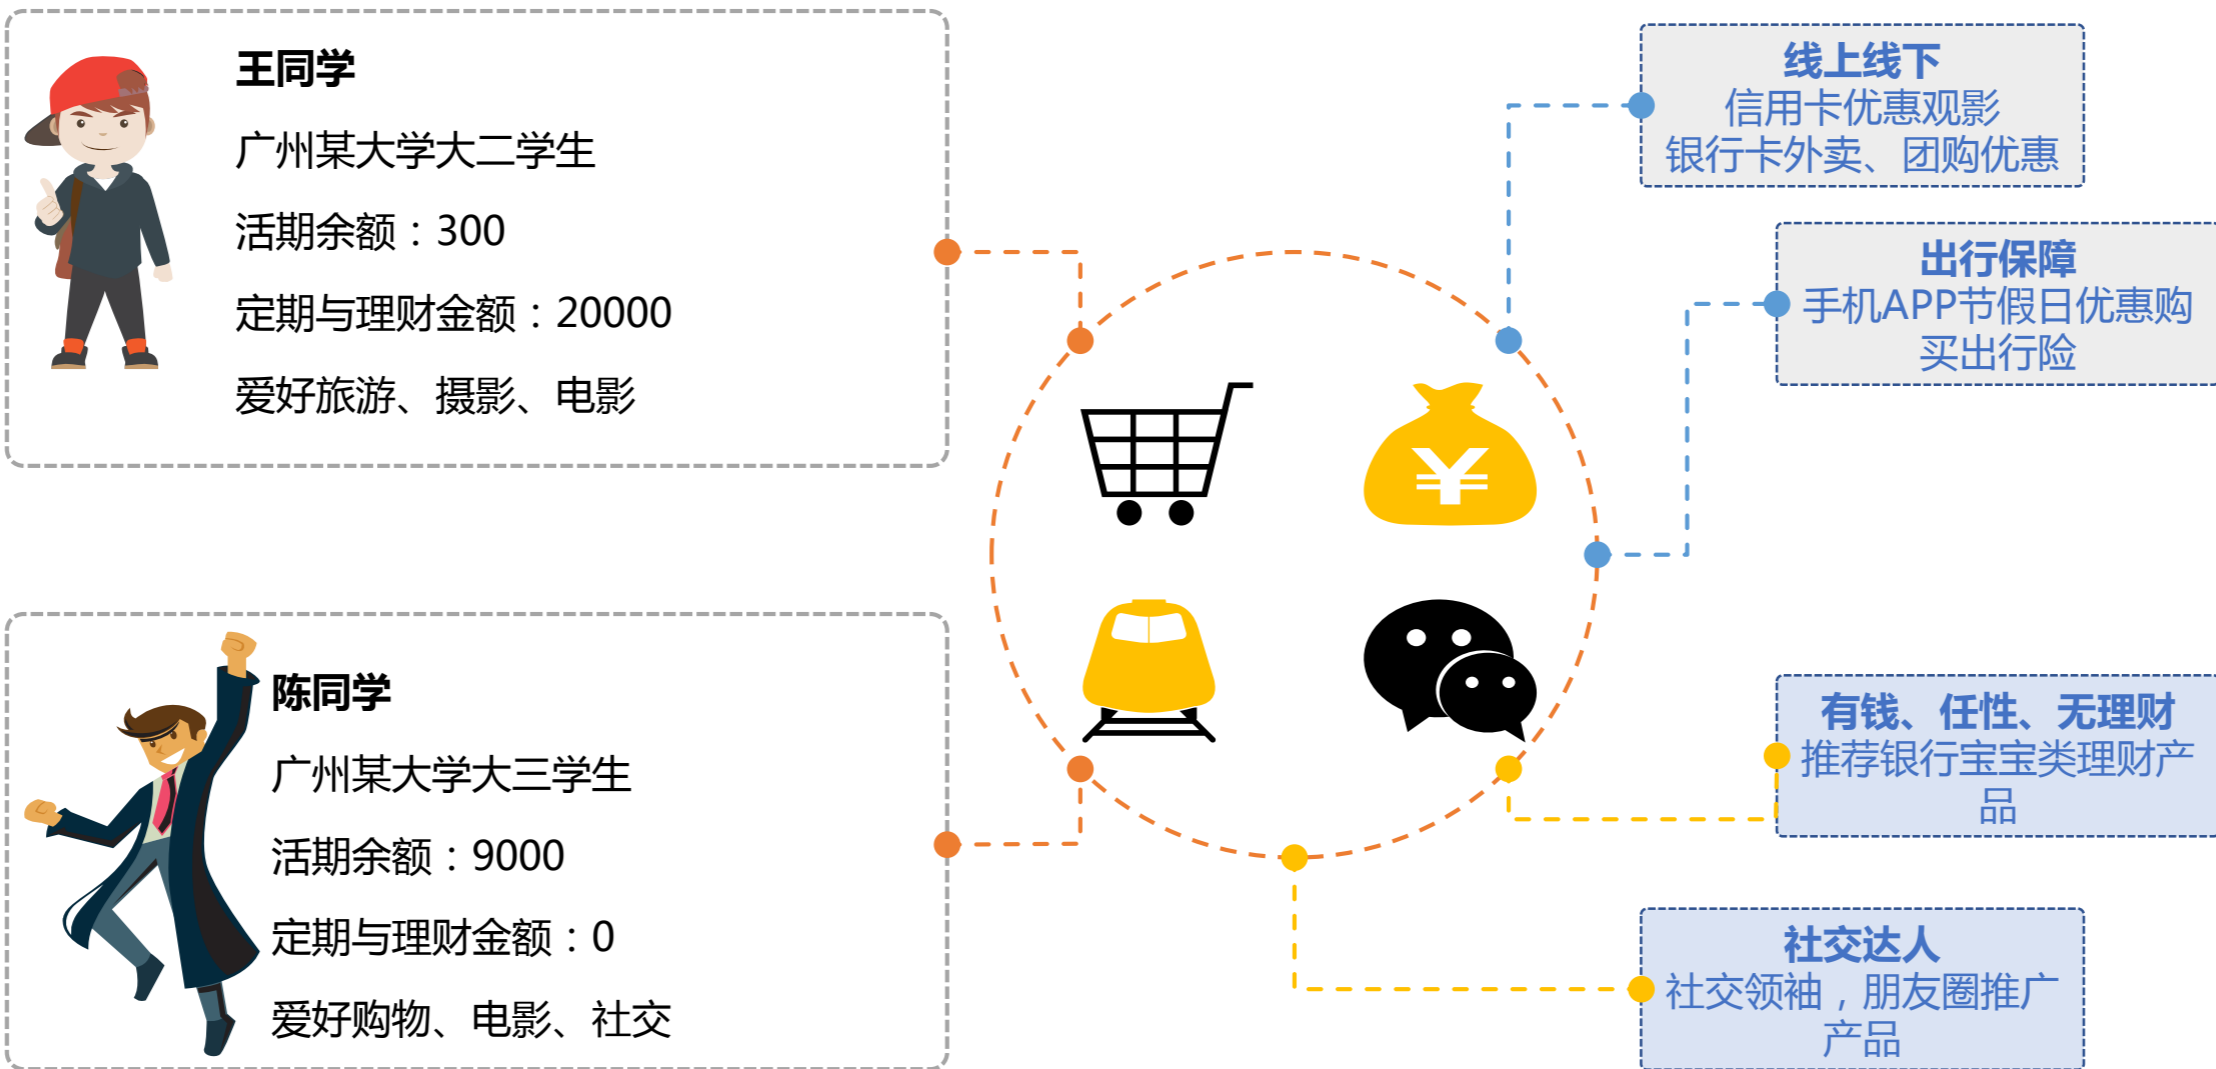 王同学
广州某大学大二学生
活期余额：300
定期与理财金额：20000
爱好旅游、摄影、电影
陈同学
广州某大学大三学生
活期余额：9000
定期与理财金额：0
爱好购物、电影、社交
线上线下
信用卡优惠观影
银行卡外卖、团购优惠
出行保障
手机APP节假日优惠购
买出行险
¥
有钱、任性、无理财
推荐银行宝宝类理财产
品
社交达人
社交领袖，朋友圈推广
产品